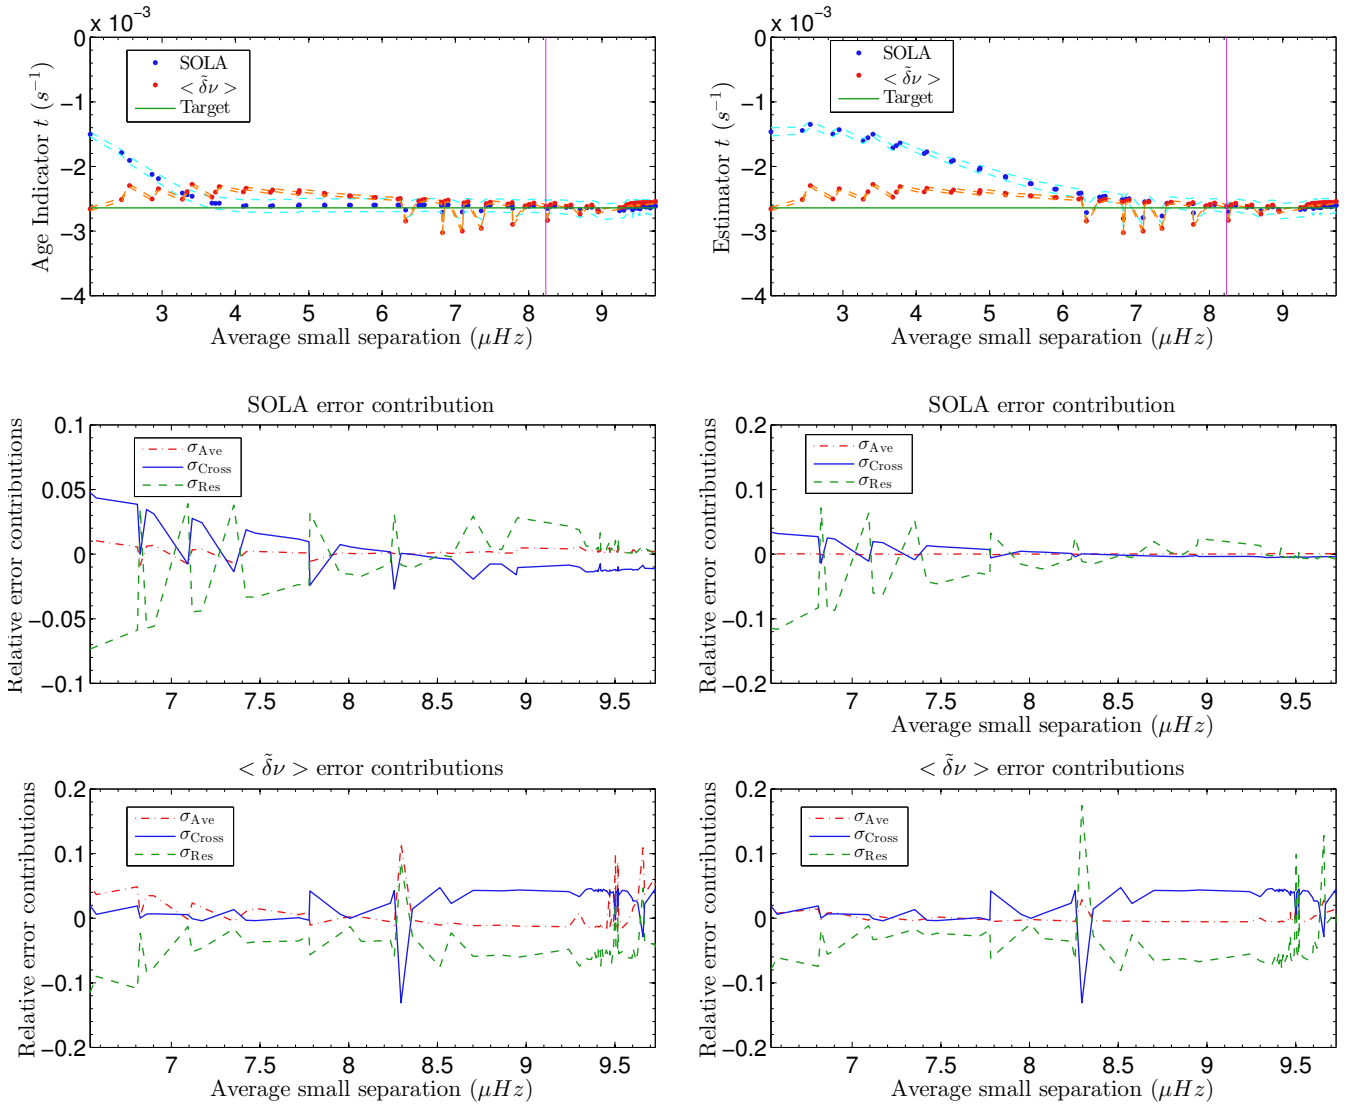 x 10⁻³
0
−1
−2
−3
−4
3 4 5 6 7 8 9
Age Indicator t (s⁻¹)
Average small separation (μHz)
SOLA
< δ̃ν >
Target
x 10⁻³
0
−1
−2
−3
−4
3 4 5 6 7 8 9
Estimator t (s⁻¹)
Average small separation (μHz)
SOLA
< δ̃ν >
Target
SOLA error contribution
Relative error contributions
0.1
0.05
0
−0.05
−0.1
7 7.5 8 8.5 9 9.5
σAve
σCross
σRes
SOLA error contribution
Relative error contributions
0.2
0.1
0
−0.1
−0.2
7 7.5 8 8.5 9 9.5
Average small separation (μHz)
σAve
σCross
σRes
< δ̃ν > error contributions
Relative error contributions
0.2
0.1
0
−0.1
−0.2
7 7.5 8 8.5 9 9.5
Average small separation (μHz)
σAve
σCross
σRes
< δ̃ν > error contributions
Relative error contributions
0.2
0.1
0
−0.1
−0.2
7 7.5 8 8.5 9 9.5
Average small separation (μHz)
σAve
σCross
σRes